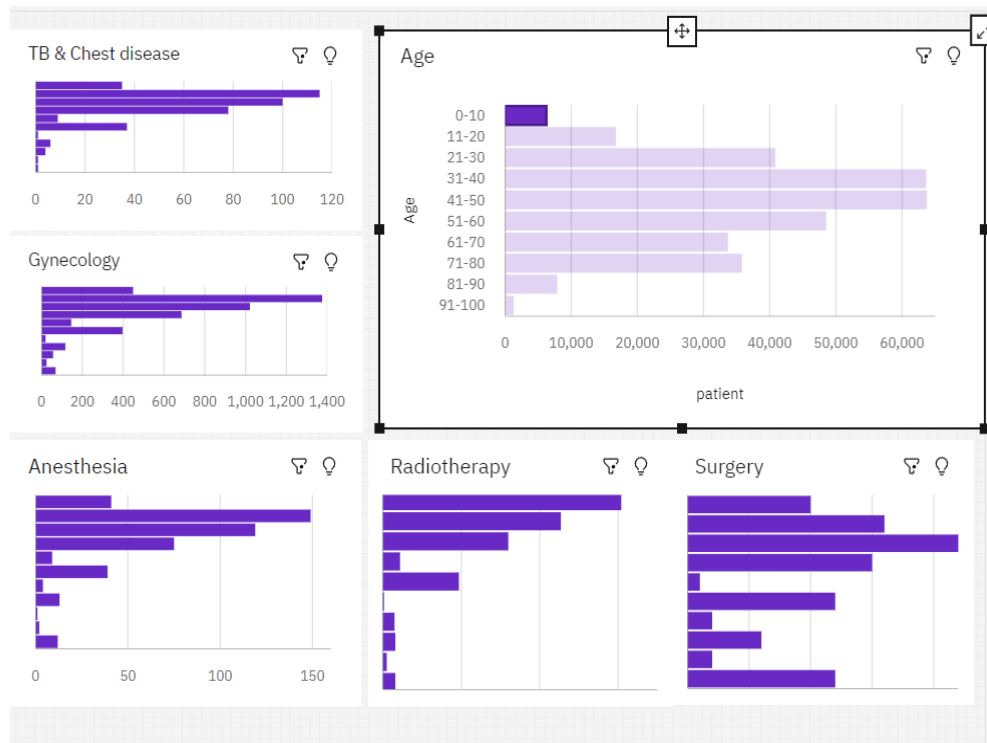 TB & Chest disease
0 20 40 60 80 100 120
Age
Age
0-10
11-20
21-30
31-40
41-50
51-60
61-70
71-80
81-90
91-100
0 10,000 20,000 30,000 40,000 50,000 60,000
patient
Gynecology
0 200 400 600 800 1,000 1,200 1,400
Anesthesia
0 50 100 150
Radiotherapy
Surgery